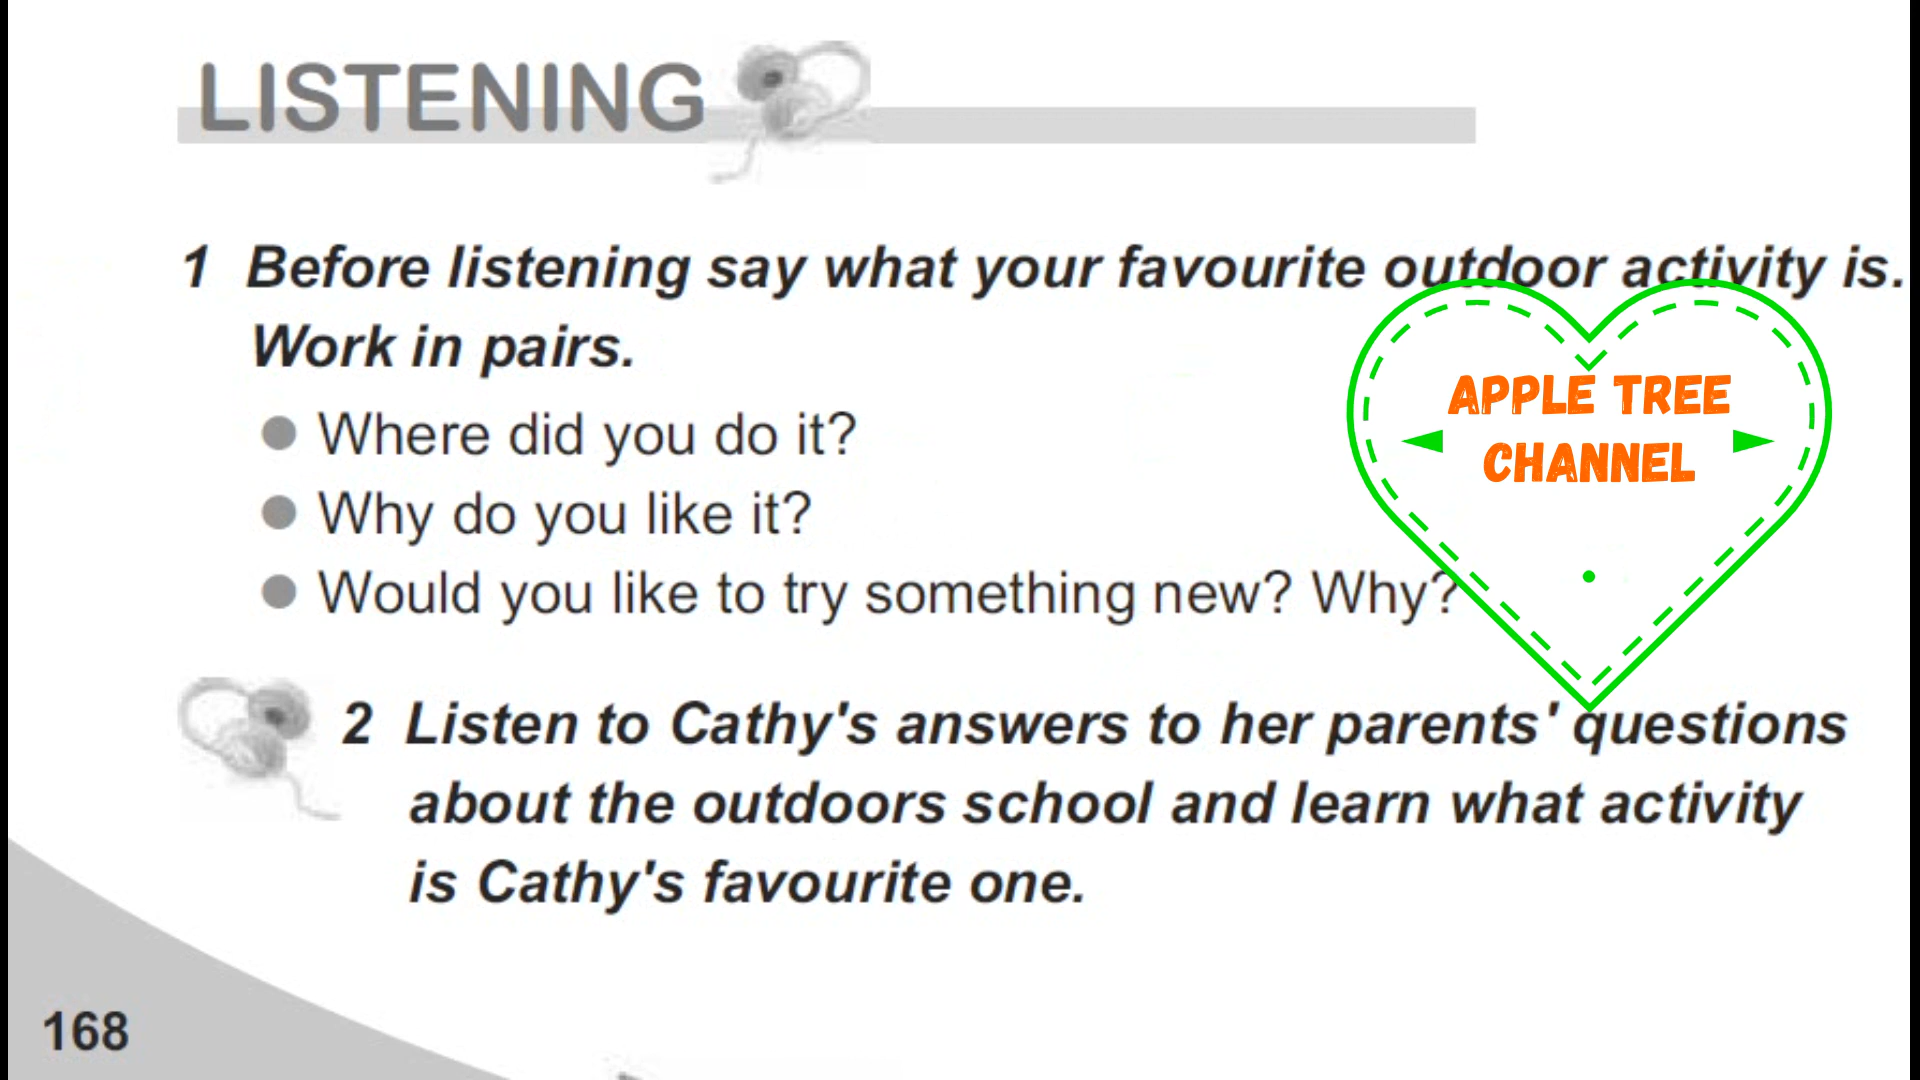 LISTENING
1 Before listening say what your favourite outdoor activity is.
Work in pairs.
● Where did you do it?
● Why do you like it?
● Would you like to try something new? Why?
APPLE TREE
CHANNEL
2 Listen to Cathy's answers to her parents' questions
about the outdoors school and learn what activity
is Cathy's favourite one.
168